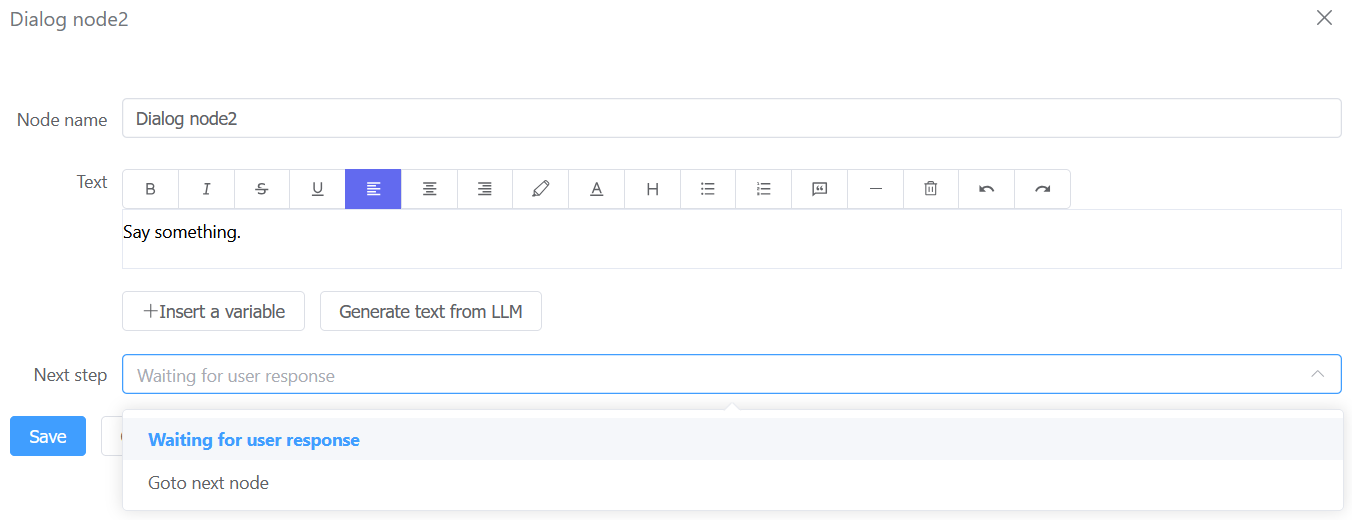 Dialog node2
Node name
Dialog node2
Text
B I S U A H
Say something.
+Insert a variable
Generate text from LLM
Next step
Waiting for user response
Save
Waiting for user response
Goto next node